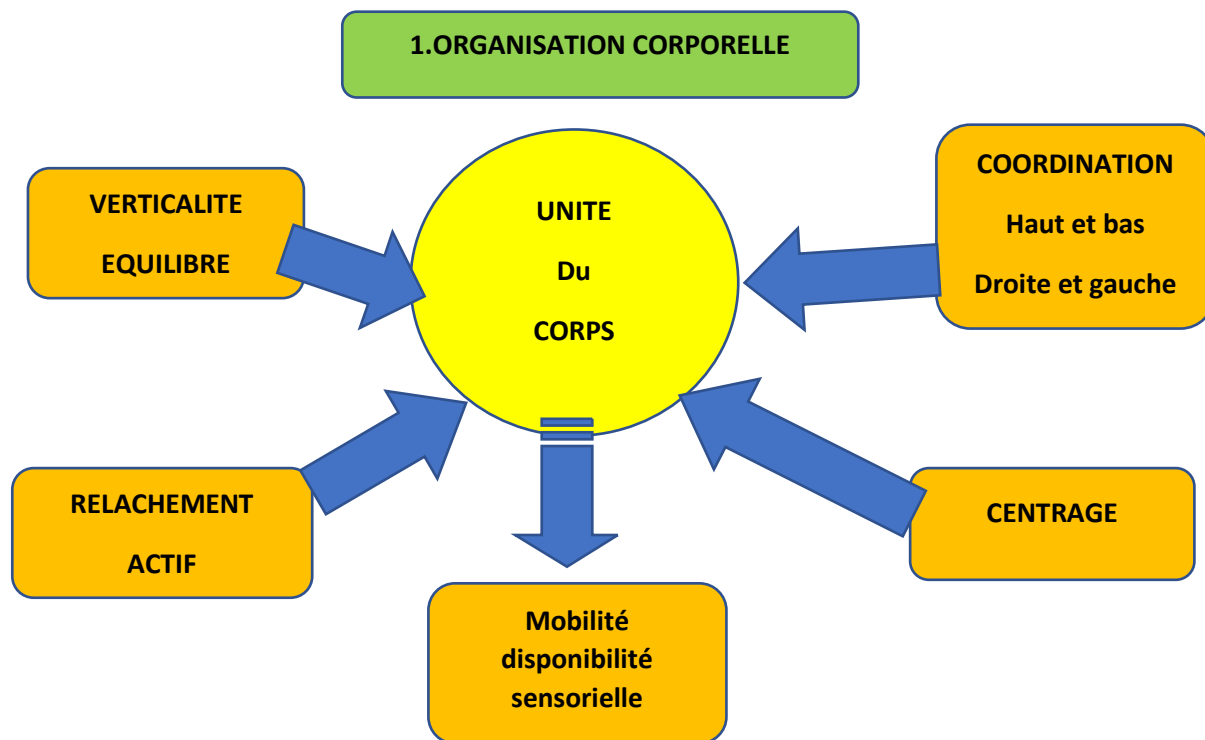 1.ORGANISATION CORPORELLE
VERTICALITE
EQUILIBRE
UNITE
Du
CORPS
COORDINATION
Haut et bas
Droite et gauche
RELACHEMENT
ACTIF
CENTRAGE
Mobilité
disponibilité
sensorielle